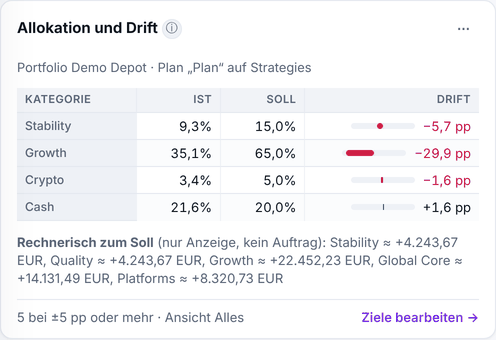 Allokation und Drift ⓘ ···
Portfolio Demo Depot · Plan „Plan“ auf Strategies
KATEGORIE IST SOLL DRIFT
Stability 9,3% 15,0% −5,7 pp
Growth 35,1% 65,0% −29,9 pp
Crypto 3,4% 5,0% −1,6 pp
Cash 21,6% 20,0% +1,6 pp
Rechnerisch zum Soll (nur Anzeige, kein Auftrag): Stability ≈ +4.243,67
EUR, Quality ≈ +4.243,67 EUR, Growth ≈ +22.452,23 EUR, Global Core ≈
+14.131,49 EUR, Platforms ≈ +8.320,73 EUR
5 bei ±5 pp oder mehr · Ansicht Alles Ziele bearbeiten →